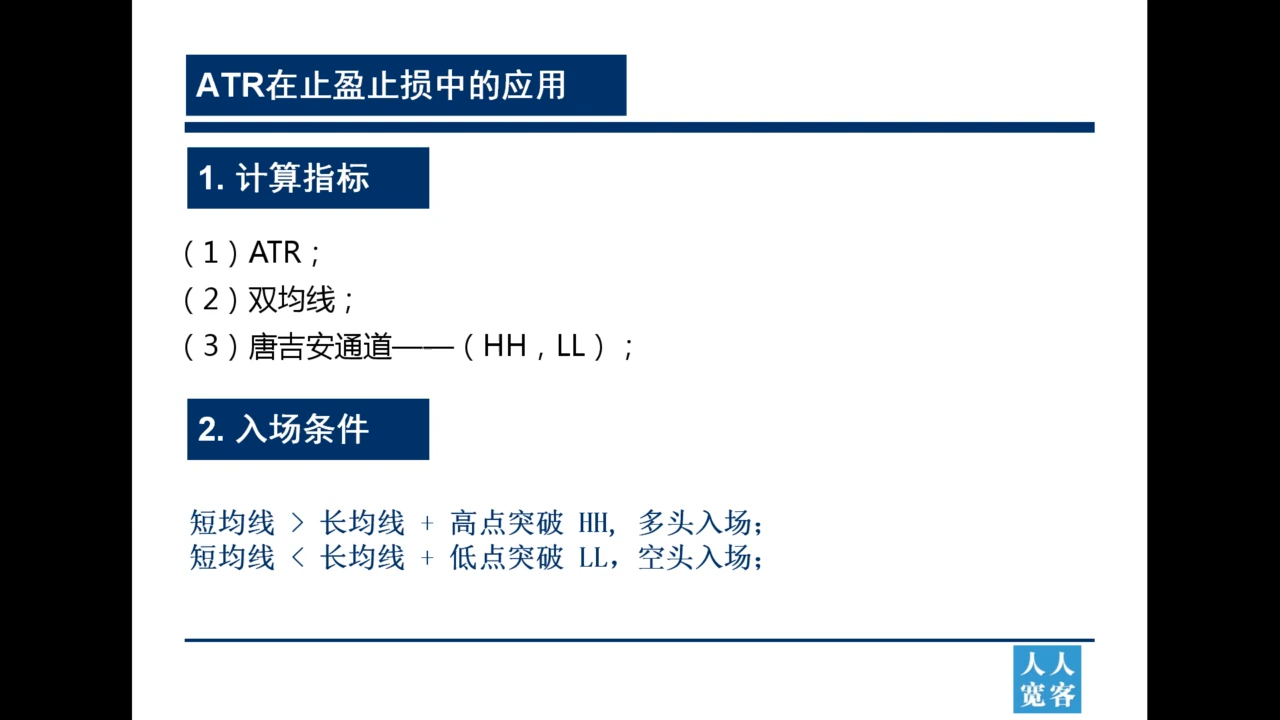 ATR在止盈止损中的应用
1. 计算指标
（1）ATR；
（2）双均线；
（3）唐吉安通道——（HH，LL）；
2. 入场条件
短均线 > 长均线 + 高点突破 HH, 多头入场;
短均线 < 长均线 + 低点突破 LL，空头入场;
人人
宽客